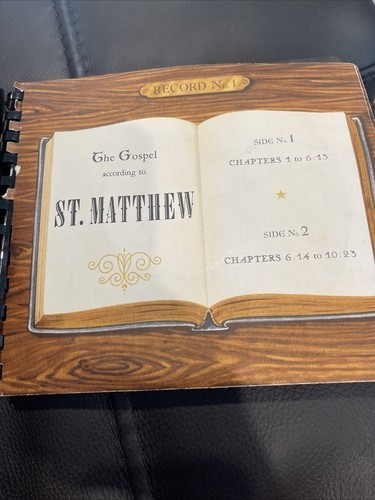 RECORD No. 1
The Gospel
according to
ST. MATTHEW
SIDE No. 1
CHAPTERS 1 to 6:13
SIDE No. 2
CHAPTERS 6:14 to 10:23